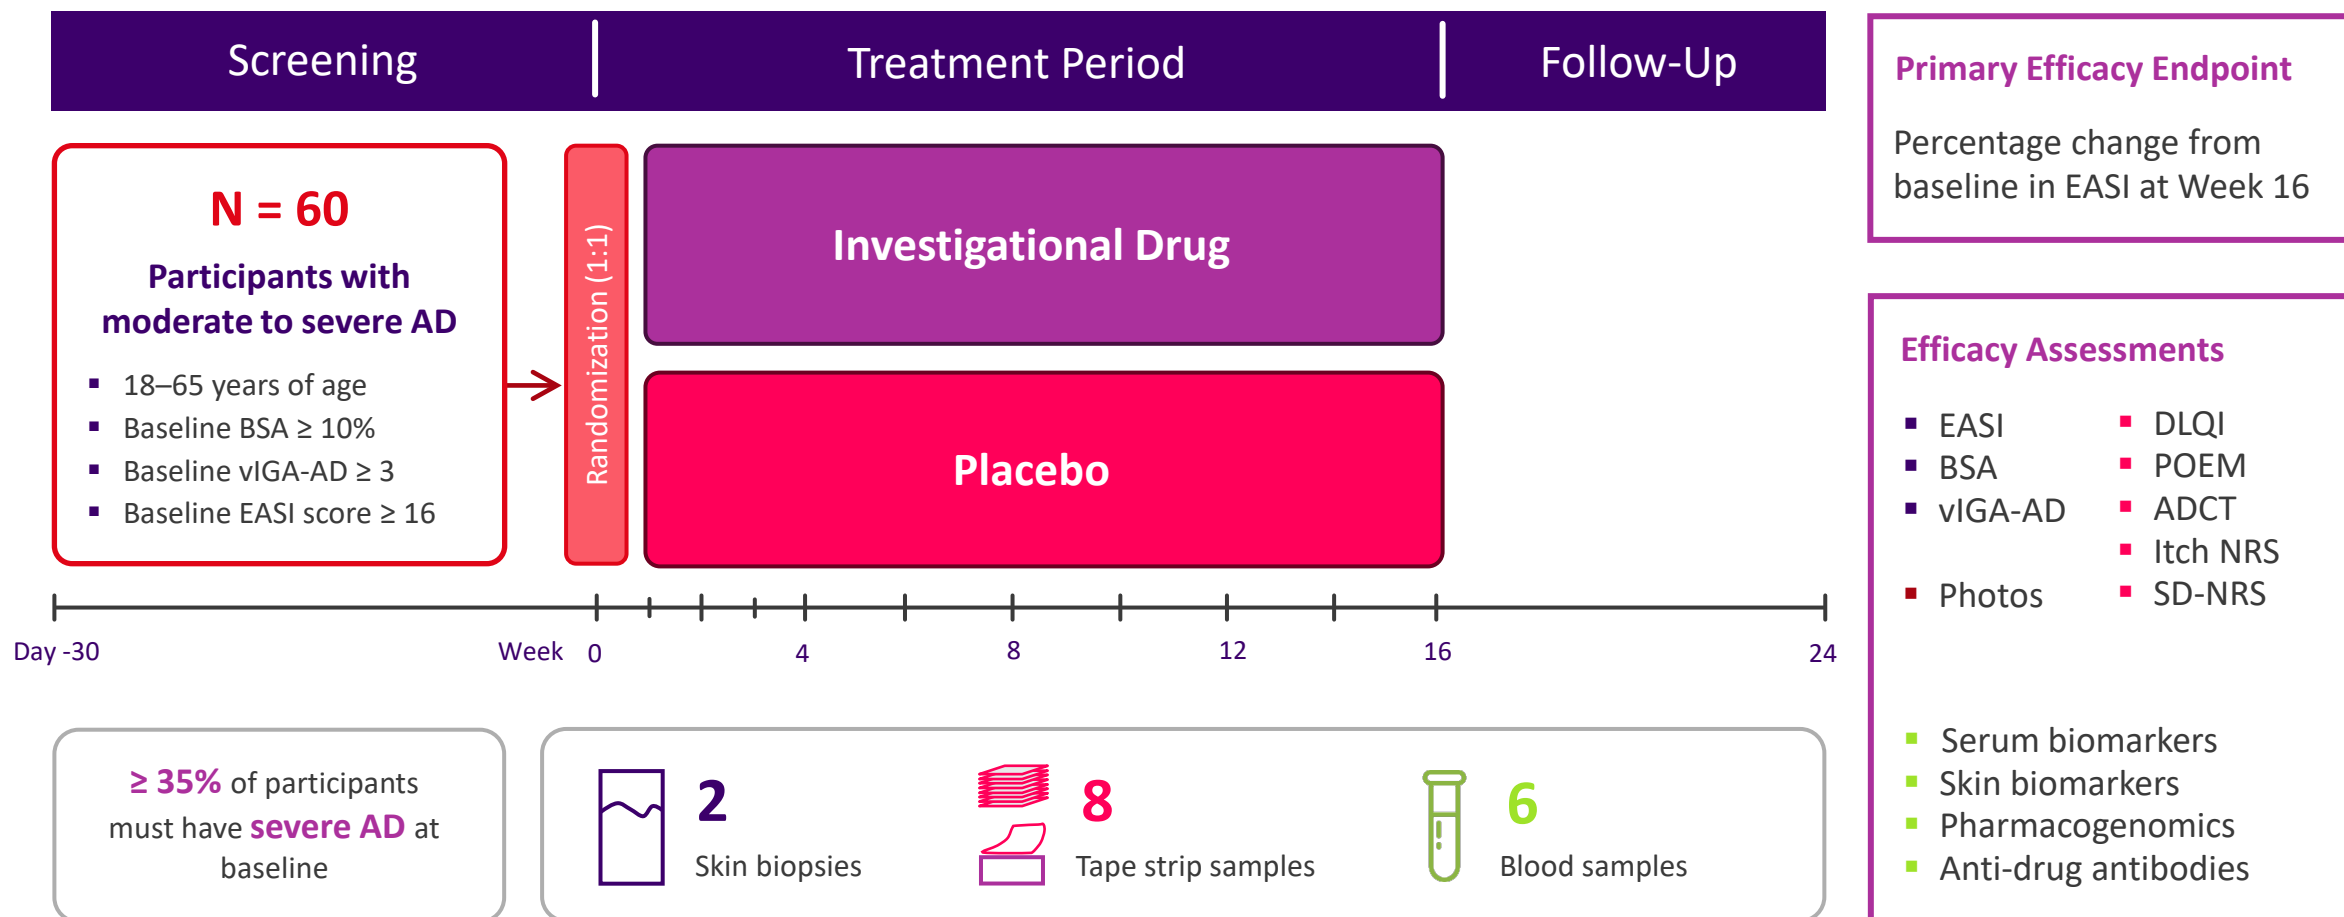 Screening
Treatment Period
Follow-Up
N = 60
Participants with
moderate to severe AD
▪ 18–65 years of age
▪ Baseline BSA ≥ 10%
▪ Baseline vIGA-AD ≥ 3
▪ Baseline EASI score ≥ 16
Randomization (1:1)
Investigational Drug
Placebo
Day -30
Week 0
4
8
12
16
24
≥ 35% of participants
must have severe AD at
baseline
2
Skin biopsies
8
Tape strip samples
6
Blood samples
Primary Efficacy Endpoint
Percentage change from
baseline in EASI at Week 16
Efficacy Assessments
▪ EASI
▪ BSA
▪ vIGA-AD
▪ Photos
▪ DLQI
▪ POEM
▪ ADCT
▪ Itch NRS
▪ SD-NRS
▪ Serum biomarkers
▪ Skin biomarkers
▪ Pharmacogenomics
▪ Anti-drug antibodies